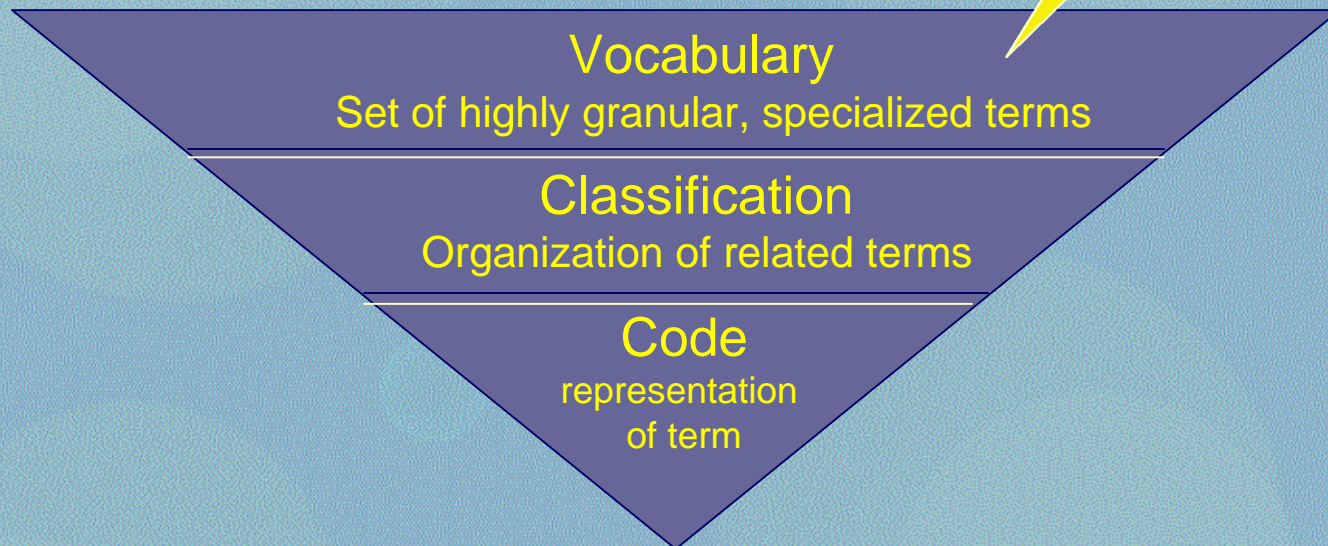 Vocabulary
Set of highly granular, specialized terms
Classification
Organization of related terms
Code
representation
of term